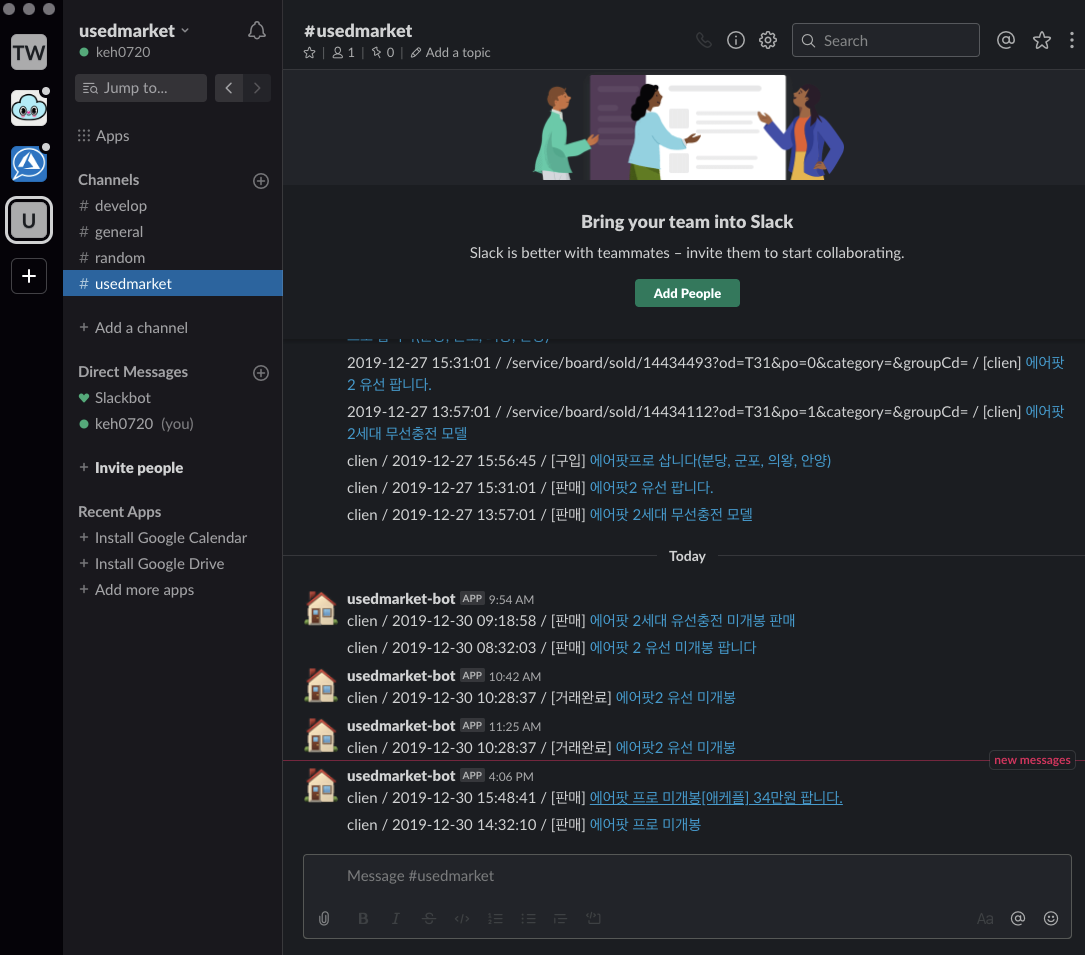 TW
U
+
usedmarket
keh0720
Jump to...
Apps
Channels
# develop
# general
# random
# usedmarket
+ Add a channel
Direct Messages
Slackbot
keh0720 (you)
+ Invite people
Recent Apps
+ Install Google Calendar
+ Install Google Drive
+ Add more apps
#usedmarket
1 | 0 | Add a topic
Search
Bring your team into Slack
Slack is better with teammates – invite them to start collaborating.
Add People
2019-12-27 15:31:01 / /service/board/sold/14434493?od=T31&po=0&category=&groupCd= / [clien] 에어팟
2 유선 팝니다.
2019-12-27 13:57:01 / /service/board/sold/14434112?od=T31&po=1&category=&groupCd= / [clien] 에어팟
2세대 무선충전 모델
clien / 2019-12-27 15:56:45 / [구입] 에어팟프로 삽니다(분당, 군포, 의왕, 안양)
clien / 2019-12-27 15:31:01 / [판매] 에어팟2 유선 팝니다.
clien / 2019-12-27 13:57:01 / [판매] 에어팟 2세대 무선충전 모델
Today
usedmarket-bot APP 9:54 AM
clien / 2019-12-30 09:18:58 / [판매] 에어팟 2세대 유선충전 미개봉 판매
clien / 2019-12-30 08:32:03 / [판매] 에어팟 2 유선 미개봉 팝니다
usedmarket-bot APP 10:42 AM
clien / 2019-12-30 10:28:37 / [거래완료] 에어팟2 유선 미개봉
usedmarket-bot APP 11:25 AM
clien / 2019-12-30 10:28:37 / [거래완료] 에어팟2 유선 미개봉
new messages
usedmarket-bot APP 4:06 PM
clien / 2019-12-30 15:48:41 / [판매] 에어팟 프로 미개봉[애케플] 34만원 팝니다.
clien / 2019-12-30 14:32:10 / [판매] 에어팟 프로 미개봉
Message #usedmarket
B I S </> Aa @